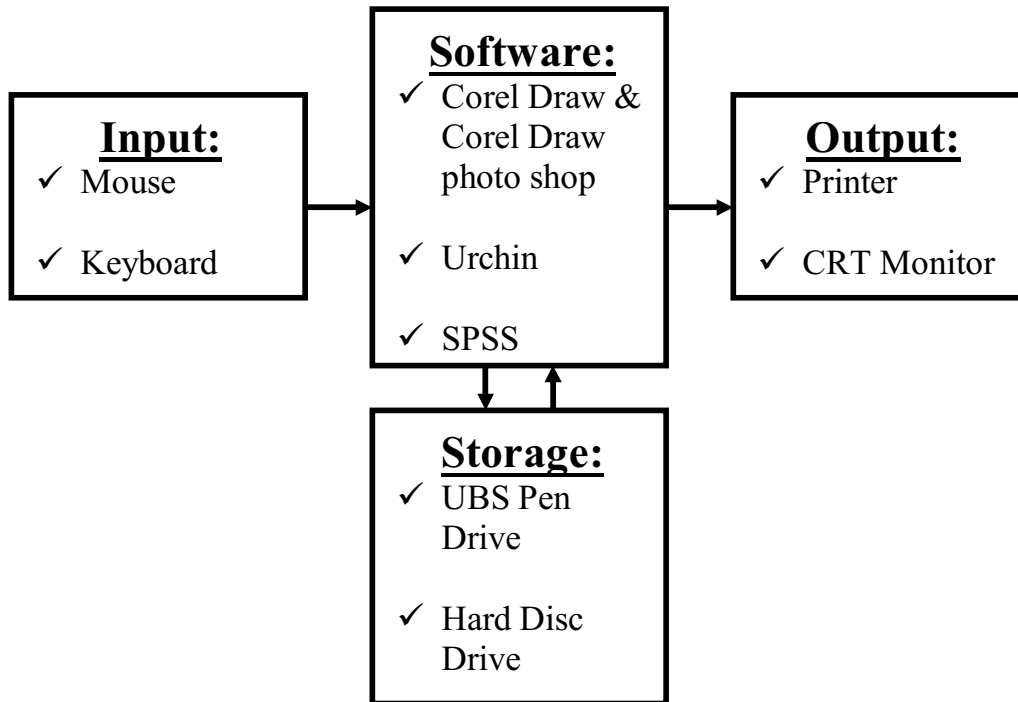 Input:
✓ Mouse
✓ Keyboard
Software:
✓ Corel Draw &
Corel Draw
photo shop
✓ Urchin
✓ SPSS
Output:
✓ Printer
✓ CRT Monitor
Storage:
✓ UBS Pen
Drive
✓ Hard Disc
Drive